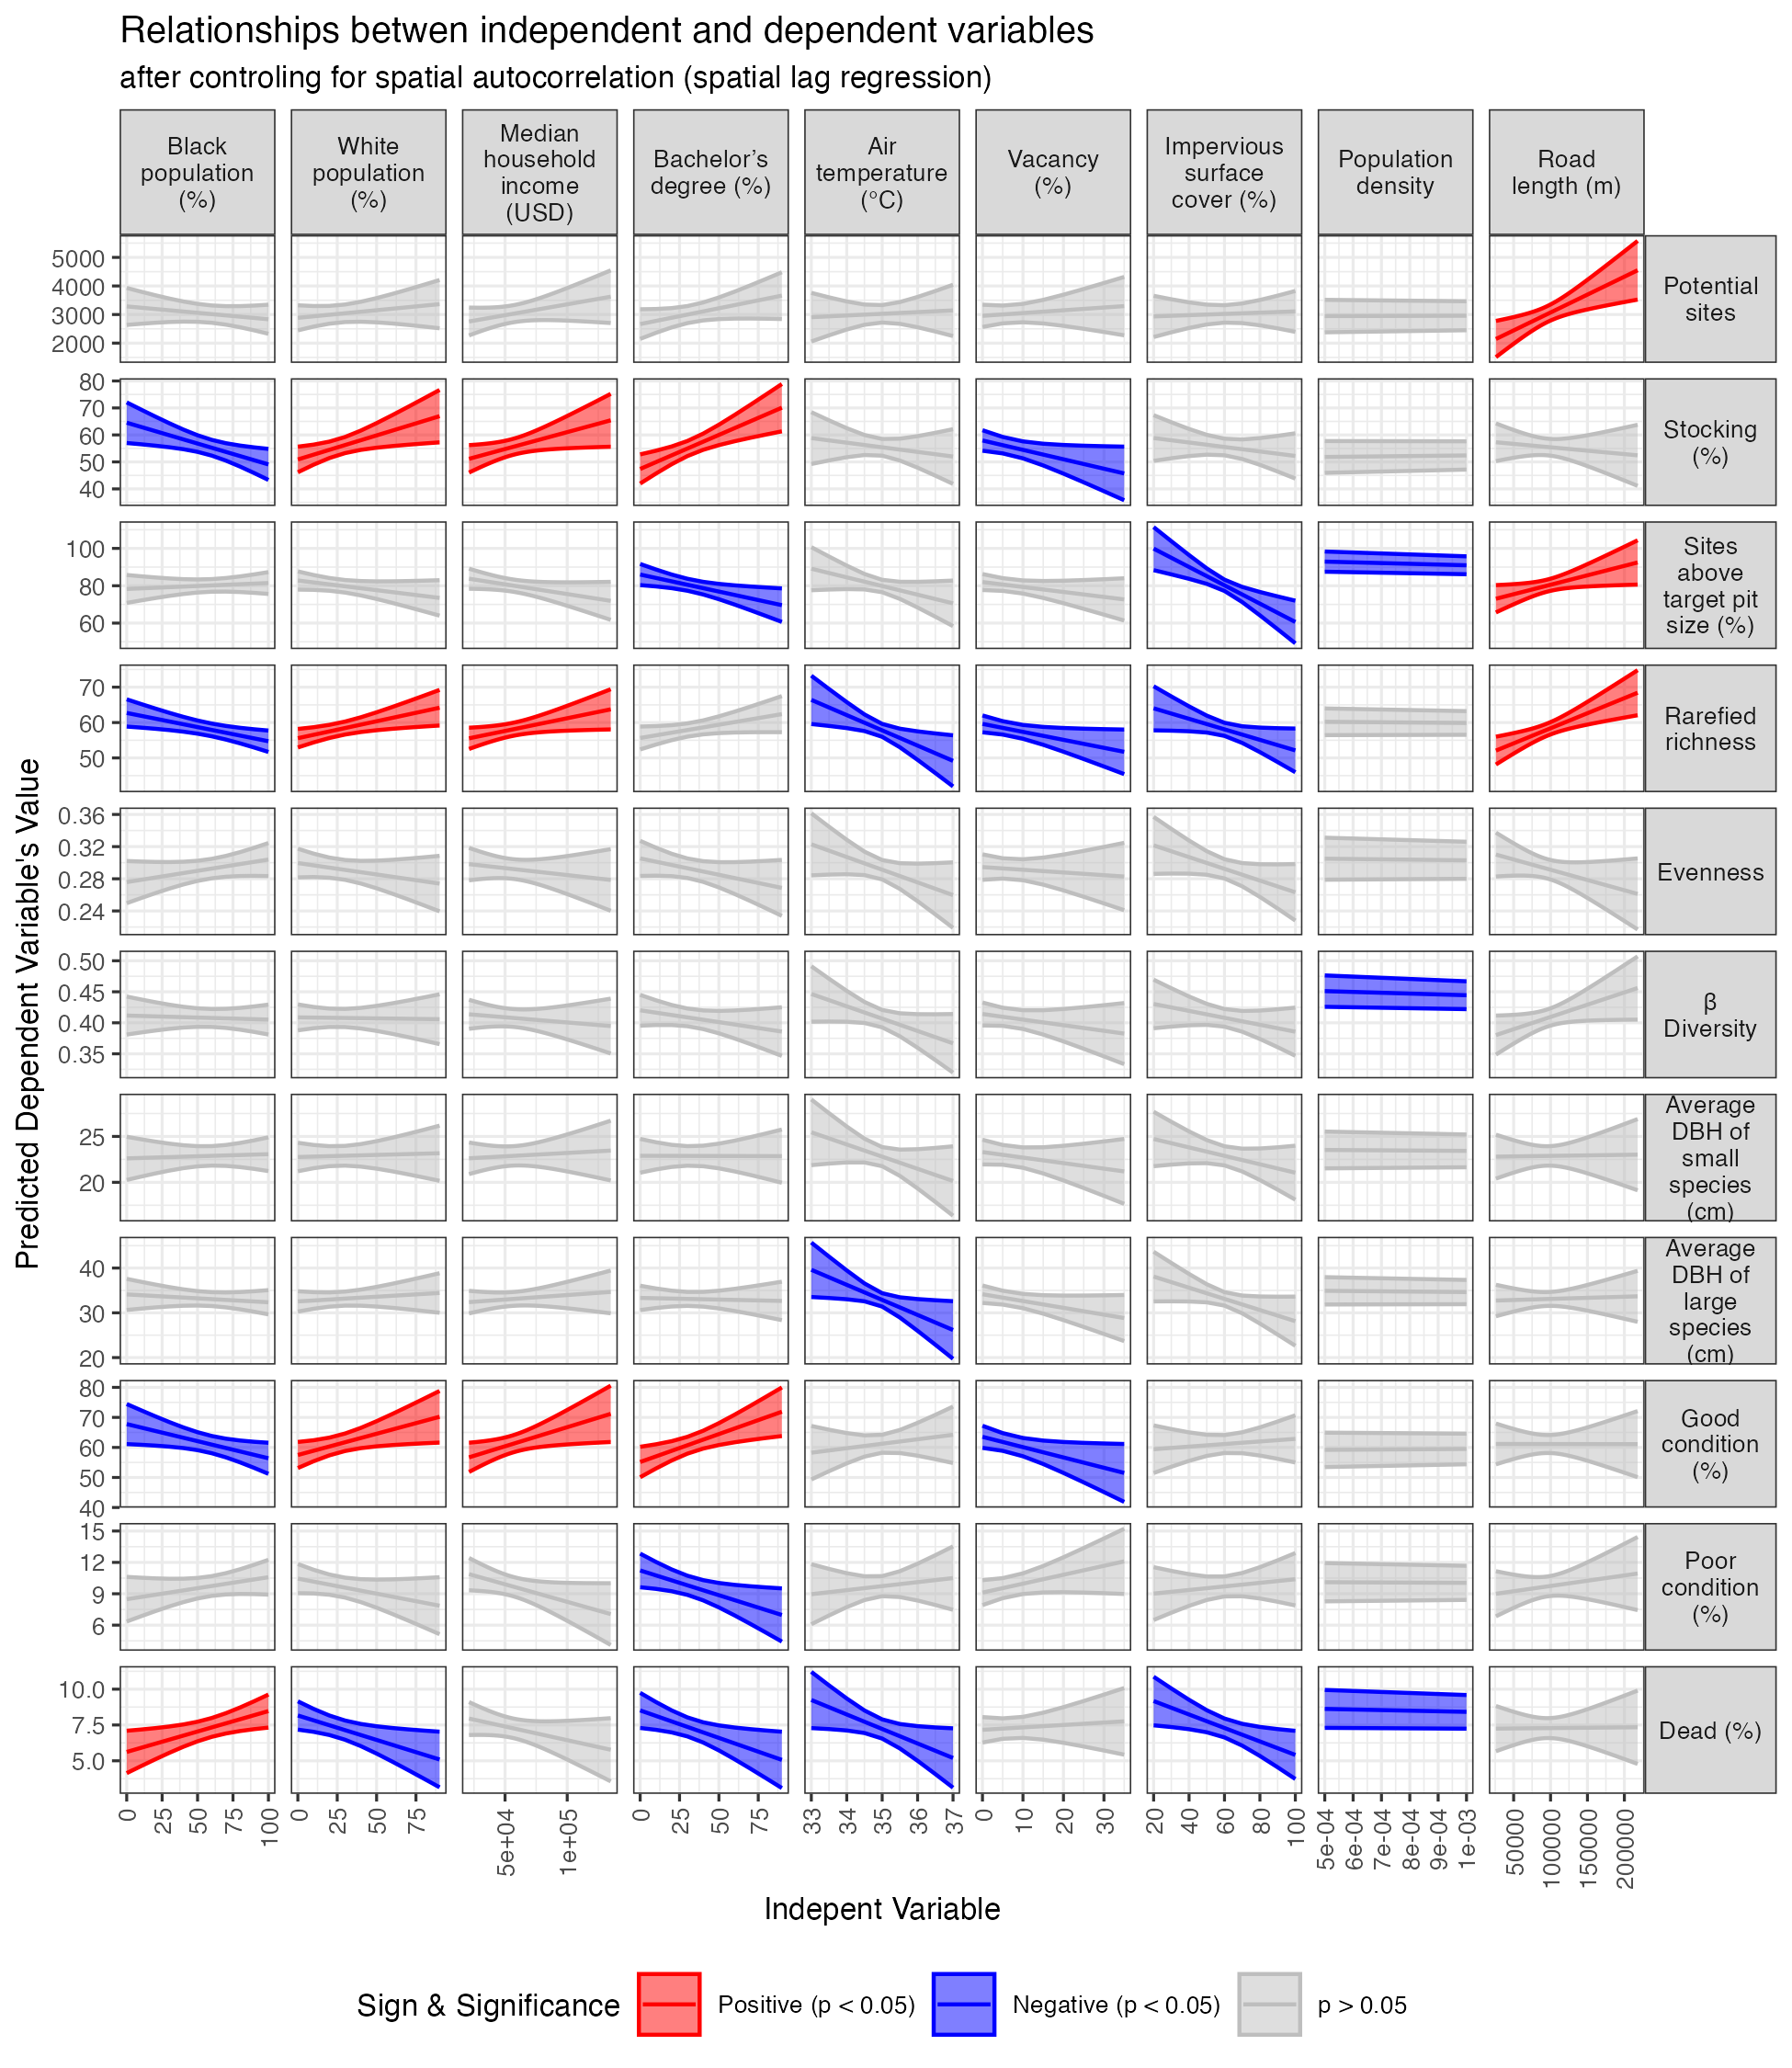 Relationships betwen independent and dependent variables
after controling for spatial autocorrelation (spatial lag regression)
Black
population
(%)
White
population
(%)
Median
household
income
(USD)
Bachelor's
degree (%)
Air
temperature
(°C)
Vacancy
(%)
Impervious
surface
cover (%)
Population
density
Road
length (m)
Predicted Dependent Variable's Value
5000
4000
3000
2000
Potential
sites
80
70
60
50
40
Stocking
(%)
100
80
60
Sites
above
target pit
size (%)
70
60
50
Rarefied
richness
0.36
0.32
0.28
0.24
Evenness
0.50
0.45
0.40
0.35
β
Diversity
25
20
Average
DBH of
small
species
(cm)
40
30
20
Average
DBH of
large
species
(cm)
80
70
60
50
40
Good
condition
(%)
15
12
9
6
Poor
condition
(%)
10.0
7.5
5.0
Dead (%)
0
25
50
75
100
0
25
50
75
5e+04
1e+05
0
25
50
75
33
34
35
36
37
0
10
20
30
20
40
60
80
100
5e-04
6e-04
7e-04
8e-04
9e-04
1e-03
50000
100000
150000
200000
Indepent Variable
Sign & Significance
Positive (p < 0.05)
Negative (p < 0.05)
p > 0.05